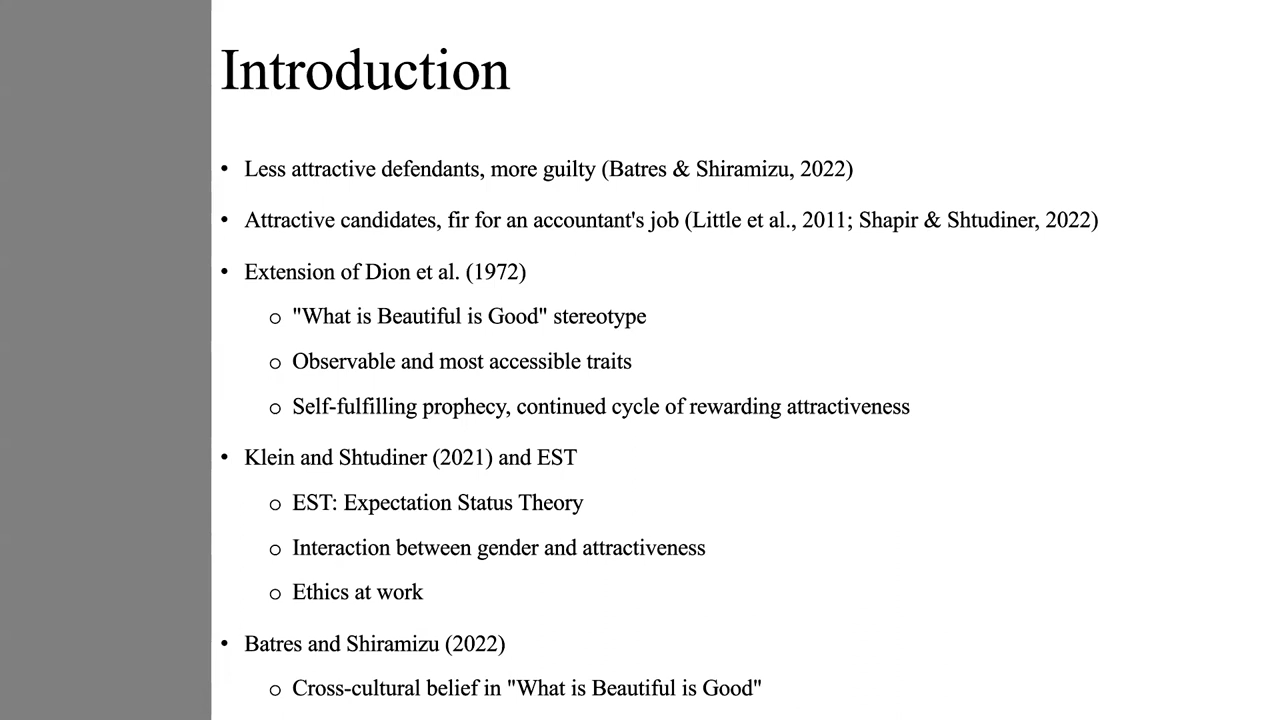 Introduction
• Less attractive defendants, more guilty (Batres & Shiramizu, 2022)
• Attractive candidates, fir for an accountant's job (Little et al., 2011; Shapir & Shtudiner, 2022)
• Extension of Dion et al. (1972)
o "What is Beautiful is Good" stereotype
o Observable and most accessible traits
o Self-fulfilling prophecy, continued cycle of rewarding attractiveness
• Klein and Shtudiner (2021) and EST
o EST: Expectation Status Theory
o Interaction between gender and attractiveness
o Ethics at work
• Batres and Shiramizu (2022)
o Cross-cultural belief in "What is Beautiful is Good"